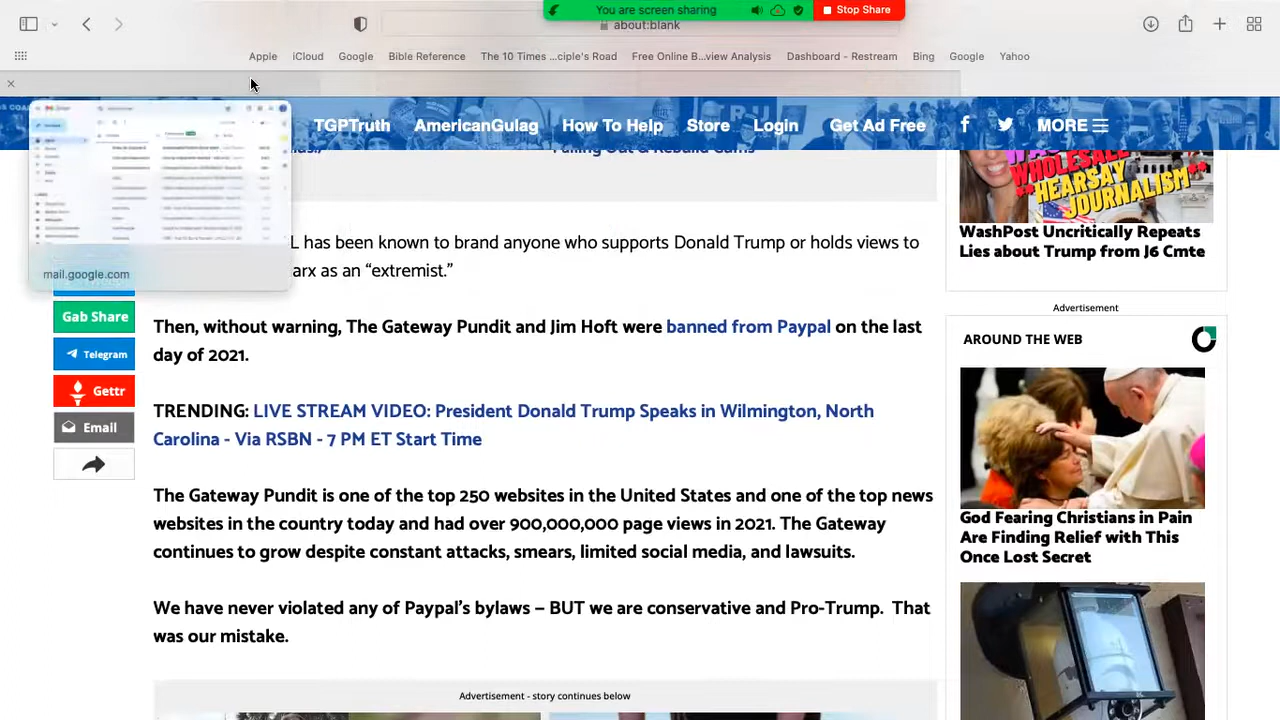 You are screen sharing
Stop Share
about:blank
Apple
iCloud
Google
Bible Reference
The 10 Times ...ciple's Road
Free Online B...view Analysis
Dashboard - Restream
Bing
Google
Yahoo
TGPTruth
AmericanGulag
How To Help
Store
Login
Get Ad Free
MORE
mail.google.com
L has been known to brand anyone who supports Donald Trump or holds views to
arx as an “extremist.”
Gab Share
Telegram
Gettr
Email
Then, without warning, The Gateway Pundit and Jim Hoft were banned from Paypal on the last
day of 2021.
TRENDING: LIVE STREAM VIDEO: President Donald Trump Speaks in Wilmington, North
Carolina - Via RSBN - 7 PM ET Start Time
The Gateway Pundit is one of the top 250 websites in the United States and one of the top news
websites in the country today and had over 900,000,000 page views in 2021. The Gateway
continues to grow despite constant attacks, smears, limited social media, and lawsuits.
We have never violated any of Paypal’s bylaws – BUT we are conservative and Pro-Trump. That
was our mistake.
Advertisement - story continues below
WHOLESALE
**HEARSAY
JOURNALISM**
WashPost Uncritically Repeats
Lies about Trump from J6 Cmte
Advertisement
AROUND THE WEB
God Fearing Christians in Pain
Are Finding Relief with This
Once Lost Secret